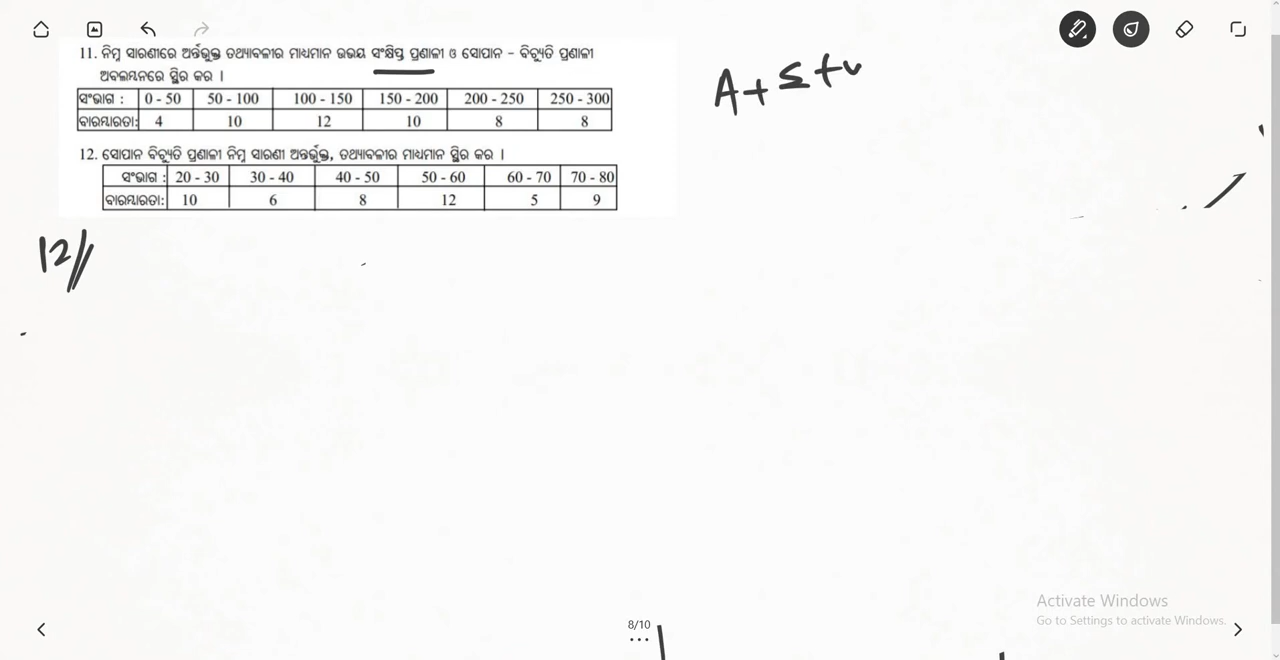 11. ନିମ୍ନ ସାରଣୀରେ ଅର୍ନ୍ତଭୁକ୍ତ ତଥ୍ୟାବଳୀର ମାଧ୍ୟମାନ ଉଭୟ ସଂକ୍ଷିପ୍ତ ପ୍ରଣାଳୀ ଓ ସୋପାନ – ବିଚ୍ୟୁତି ପ୍ରଣାଳୀ
ଅବଲମ୍ବନରେ ସ୍ଥିର କର ।
ସଂଭାଗ : 0 - 50 50 - 100 100 - 150 150 - 200 200 - 250 250 - 300
ବାରମ୍ବାରତା: 4 10 12 10 8 8
12. ସୋପାନ ବିଚ୍ୟୁତି ପ୍ରଣାଳୀ ନିମ୍ନ ସାରଣୀ ଅନ୍ତର୍ଭୁକ୍ତ, ତଥ୍ୟାବଳୀର ମାଧ୍ୟମାନ ସ୍ଥିର କର ।
ସଂଭାଗ : 20 - 30 30 - 40 40 - 50 50 - 60 60 - 70 70 - 80
ବାରମ୍ବାରତା: 10 6 8 12 5 9
12//
8/10
Activate Windows
Go to Settings to activate Windows.